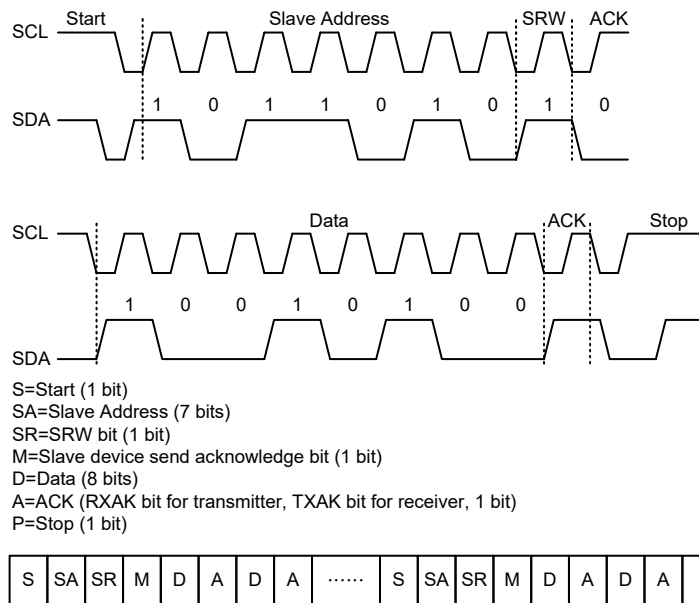 Start Slave Address SRW ACK
SCL
1 0 1 1 0 1 0 1 0
SDA
Data ACK Stop
SCL
1 0 0 1 0 1 0 0
SDA
S=Start (1 bit)
SA=Slave Address (7 bits)
SR=SRW bit (1 bit)
M=Slave device send acknowledge bit (1 bit)
D=Data (8 bits)
A=ACK (RXAK bit for transmitter, TXAK bit for receiver, 1 bit)
P=Stop (1 bit)
S SA SR M D A D A ...... S SA SR M D A D A